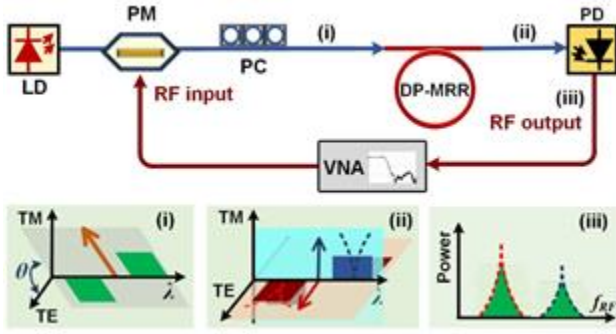 PM
PD
LD
PC
(i)
(ii)
DP-MRR
RF input
(iii)
RF output
VNA
TM
(i)
θ
TE
λ
TM
(ii)
TE
λ
(iii)
Power
f_RF